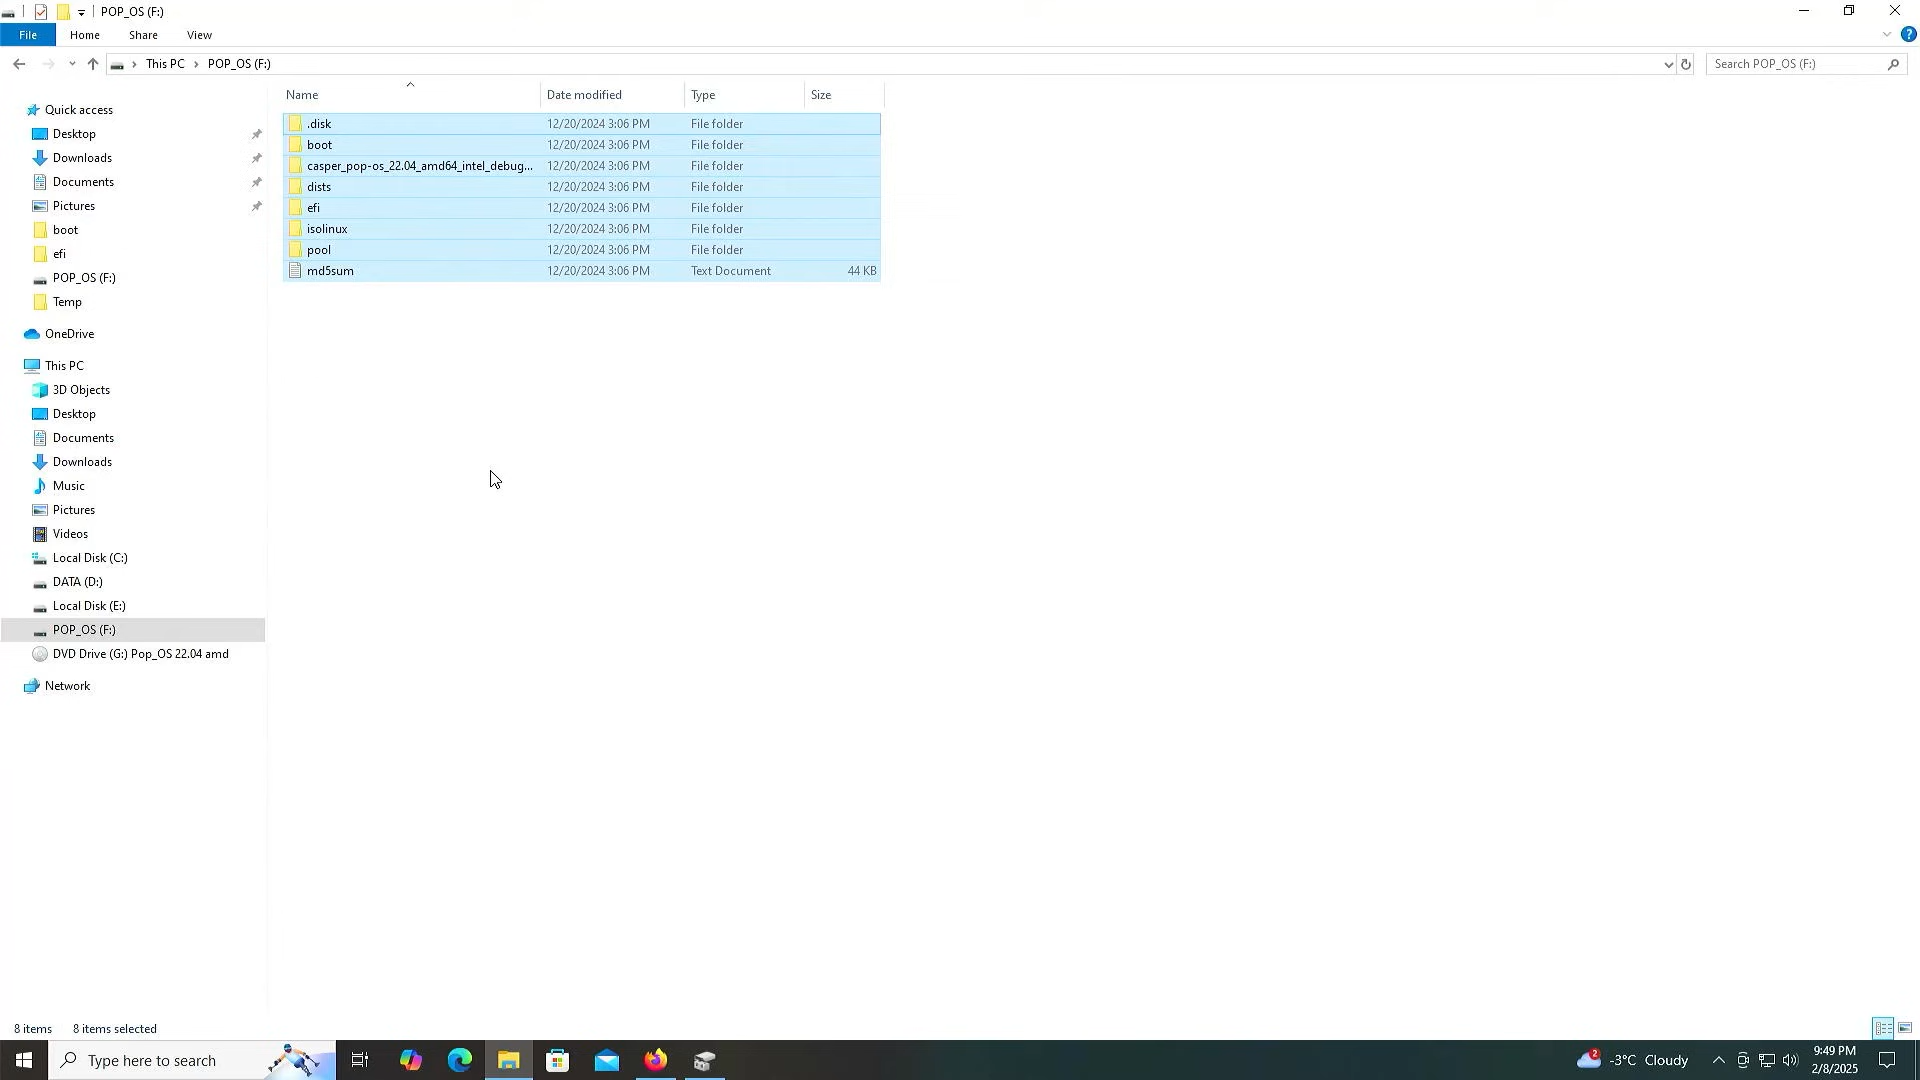 POP_OS (F:)
File
Home
Share
View
This PC
POP_OS (F:)
Search POP_OS (F:)
Name
Date modified
Type
Size
.disk
12/20/2024 3:06 PM
File folder
boot
12/20/2024 3:06 PM
File folder
casper_pop-os_22.04_amd64_intel_debug...
12/20/2024 3:06 PM
File folder
dists
12/20/2024 3:06 PM
File folder
efi
12/20/2024 3:06 PM
File folder
isolinux
12/20/2024 3:06 PM
File folder
pool
12/20/2024 3:06 PM
File folder
md5sum
12/20/2024 3:06 PM
Text Document
44 KB
Quick access
Desktop
Downloads
Documents
Pictures
boot
efi
POP_OS (F:)
Temp
OneDrive
This PC
3D Objects
Desktop
Documents
Downloads
Music
Pictures
Videos
Local Disk (C:)
DATA (D:)
Local Disk (E:)
POP_OS (F:)
DVD Drive (G:) Pop_OS 22.04 amd
Network
8 items
8 items selected
Type here to search
2
-3°C Cloudy
9:49 PM
2/8/2025